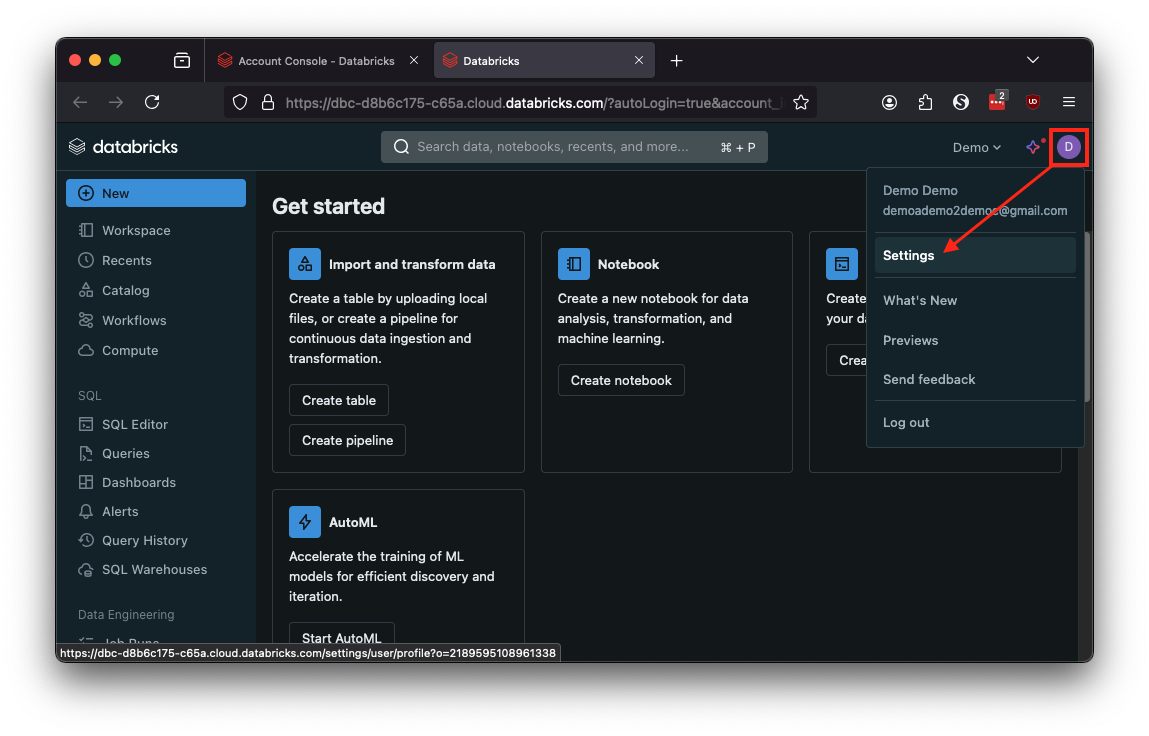 Account Console - Databricks
Databricks
https://dbc-d8b6c175-c65a.cloud.databricks.com/?autoLogin=true&account_
2
UD
databricks
Search data, notebooks, recents, and more...
⌘ + P
Demo
D
New
Workspace
Recents
Catalog
Workflows
Compute
SQL
SQL Editor
Queries
Dashboards
Alerts
Query History
SQL Warehouses
Data Engineering
Job Runs
Get started
Import and transform data
Create a table by uploading local
files, or create a pipeline for
continuous data ingestion and
transformation.
Create table
Create pipeline
Notebook
Create a new notebook for data
analysis, transformation, and
machine learning.
Create notebook
Create
your
AutoML
Accelerate the training of ML
models for efficient discovery and
iteration.
Start AutoML
Demo Demo
Settings
What's New
Previews
Send feedback
Log out
https://dbc-d8b6c175-c65a.cloud.databricks.com/settings/user/profile?o=2189595108961338